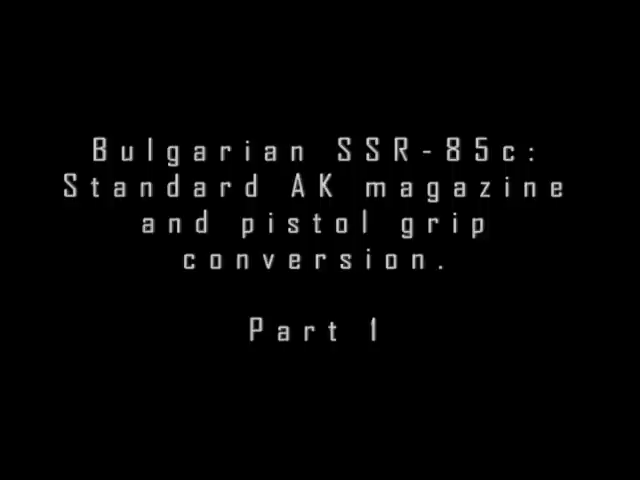 Bulgarian SSR-85c:
Standard AK magazine
and pistol grip
conversion.
Part 1